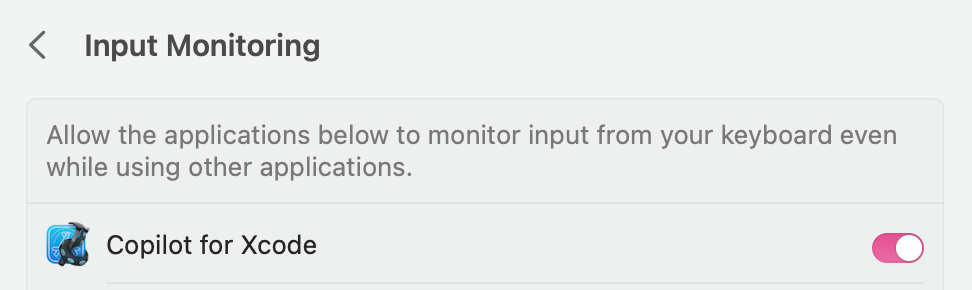 Input Monitoring
Allow the applications below to monitor input from your keyboard even
while using other applications.
Copilot for Xcode